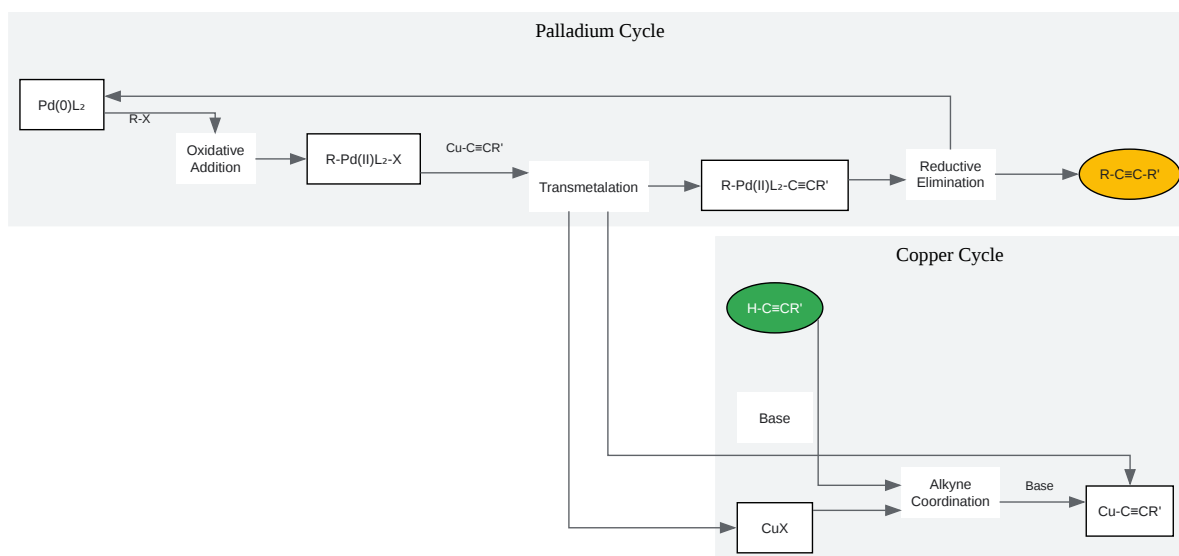 Palladium Cycle
Pd(0)L₂
R-X
Oxidative
Addition
R-Pd(II)L₂-X
Cu-C≡CR'
Transmetalation
R-Pd(II)L₂-C≡CR'
Reductive
Elimination
R-C≡C-R'
Copper Cycle
H-C≡CR'
Base
CuX
Alkyne
Coordination
Base
Cu-C≡CR'